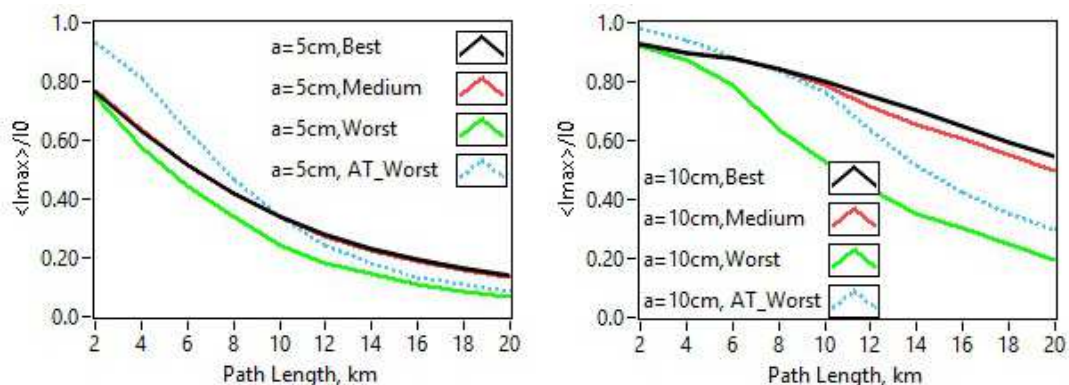 1.0
0.80
0.60
0.40
0.20
0.0
<Imax>/I0
a=5cm,Best
a=5cm,Medium
a=5cm,Worst
a=5cm, AT_Worst
2 4 6 8 10 12 14 16 18 20
Path Length, km
1.0
0.80
0.60
0.40
0.20
0.0
<Imax>/I0
a=10cm,Best
a=10cm,Medium
a=10cm,Worst
a=10cm, AT_Worst
2 4 6 8 10 12 14 16 18 20
Path Length, km